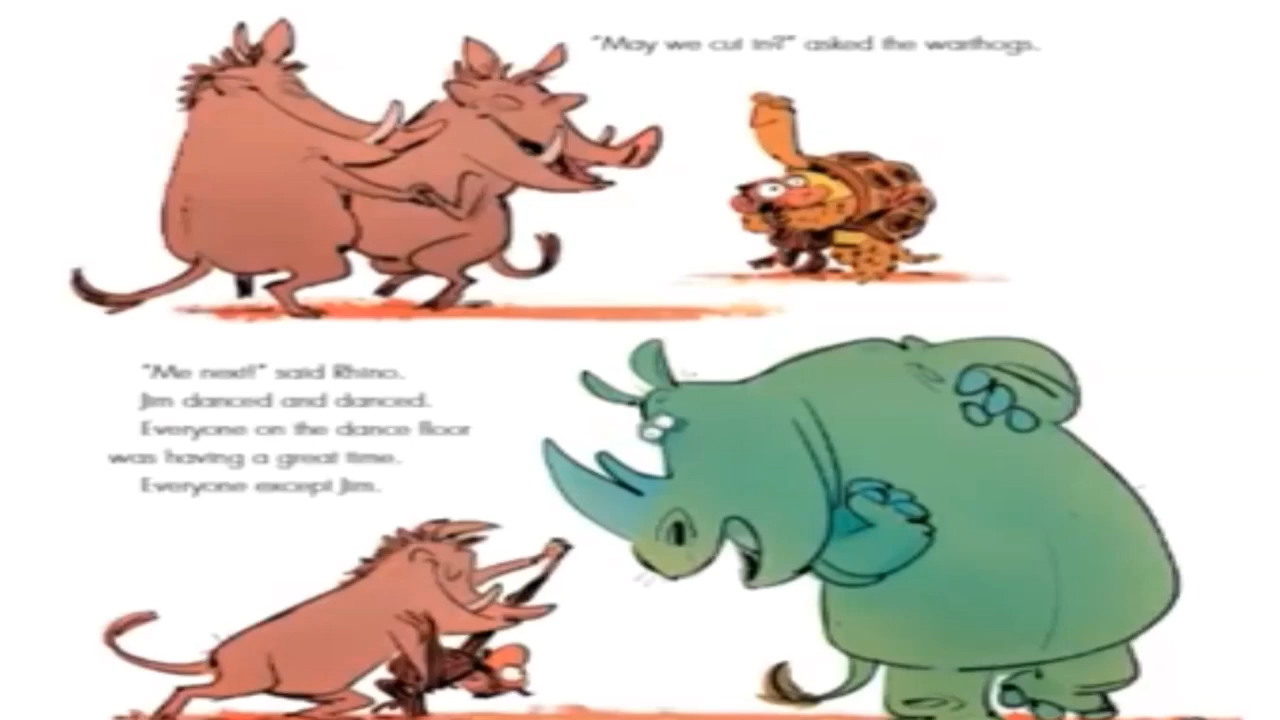 "May we cut in?" asked the warthogs.
"Me next!" said Rhino.
Jim danced and danced.
Everyone on the dance floor
was having a great time.
Everyone except Jim.